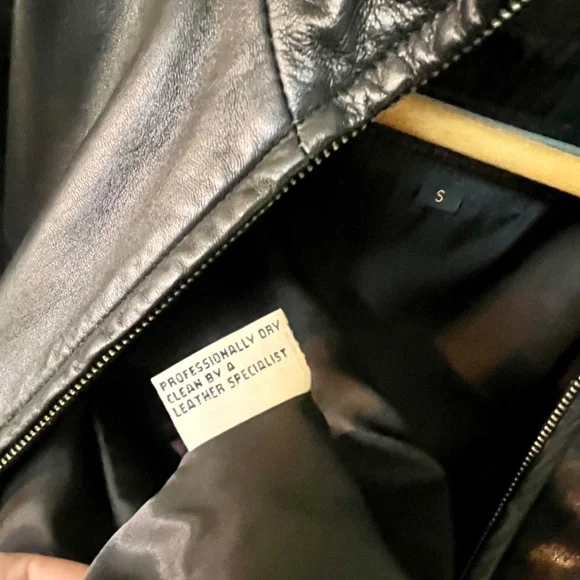 S
PROFESSIONALLY DRY
CLEAN BY A
LEATHER SPECIALIST